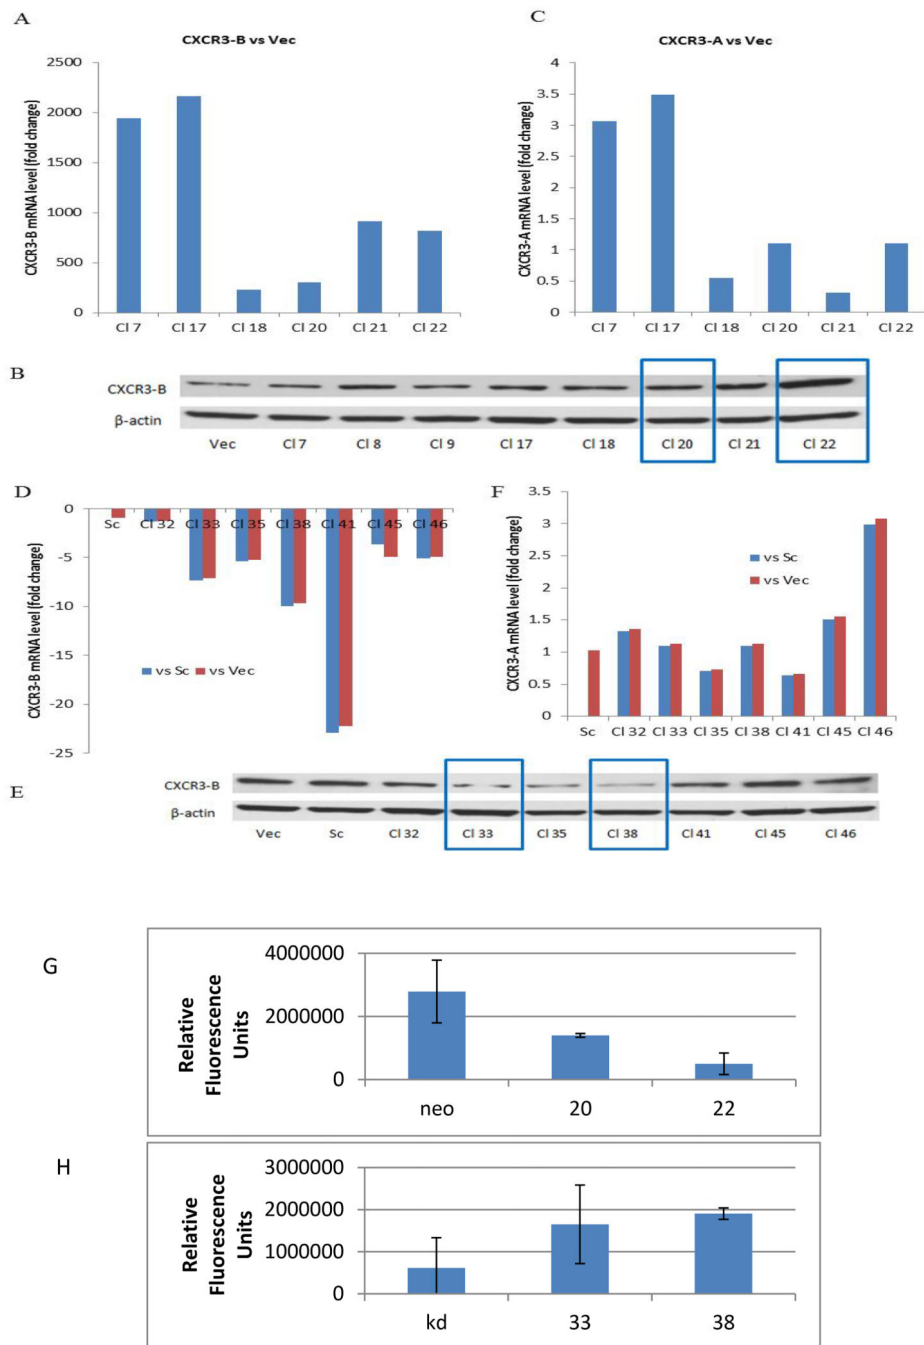 A
CXCR3-B vs Vec
CXCR3-B mRNA level (fold change)
2500
2000
1500
1000
500
0
Cl 7 Cl 17 Cl 18 Cl 20 Cl 21 Cl 22
C
CXCR3-A vs Vec
CXCR3-A mRNA level (fold change)
4
3.5
3
2.5
2
1.5
1
0.5
0
Cl 7 Cl 17 Cl 18 Cl 20 Cl 21 Cl 22
B
CXCR3-B
β-actin
Vec Cl 7 Cl 8 Cl 9 Cl 17 Cl 18 Cl 20 Cl 21 Cl 22
D
CXCR3-B mRNA level (fold change)
0
-5
-10
-15
-20
-25
Sc Cl 32 Cl 33 Cl 35 Cl 38 Cl 41 Cl 45 Cl 46
vs Sc vs Vec
F
CXCR3-A mRNA level (fold change)
3.5
3
2.5
2
1.5
1
0.5
0
vs Sc
vs Vec
Sc Cl 32 Cl 33 Cl 35 Cl 38 Cl 41 Cl 45 Cl 46
E
CXCR3-B
β-actin
Vec Sc Cl 32 Cl 33 Cl 35 Cl 38 Cl 41 Cl 45 Cl 46
G
Relative
Fluorescence
Units
4000000
2000000
0
neo 20 22
H
Relative
Fluorescence
Units
3000000
2000000
1000000
0
kd 33 38